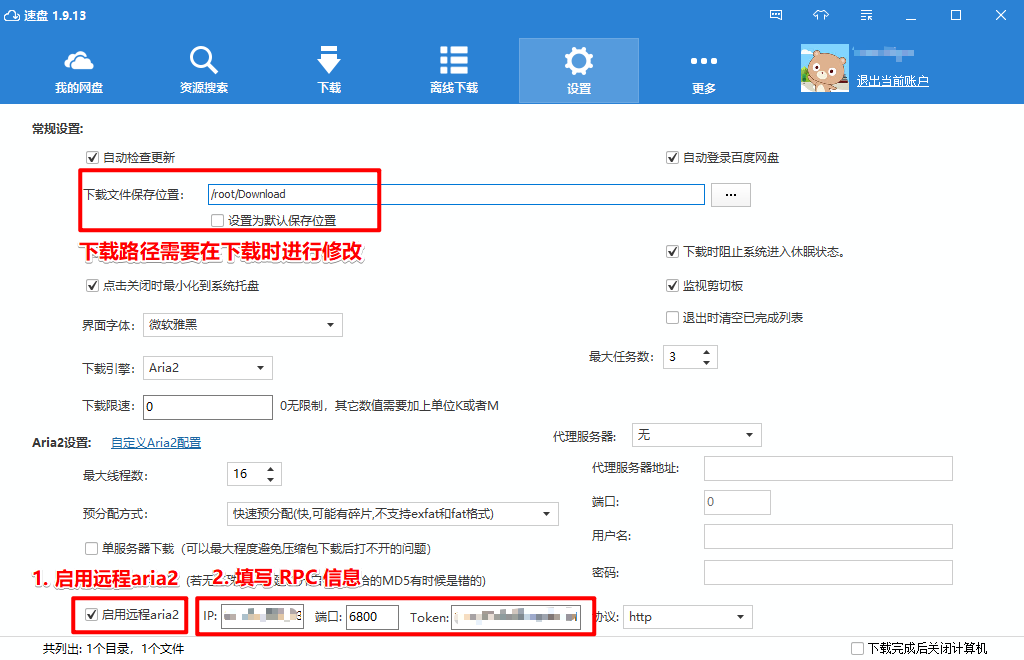 速盘 1.9.13
我的网盘 资源搜索 下载 离线下载 设置 更多 退出当前账户
常规设置:
自动检查更新 自动登录百度网盘
下载文件保存位置: /root/Download ...
设置为默认保存位置
下载路径需要在下载时进行修改 下载时阻止系统进入休眠状态。
点击关闭时最小化到系统托盘 监视剪切板
界面字体: 微软雅黑 退出时清空已完成列表
下载引擎: Aria2 最大任务数: 3
下载限速: 0 0无限制，其它数值需要加上单位K或者M
Aria2设置: 自定义Aria2配置 代理服务器: 无
最大线程数: 16 代理服务器地址:
预分配方式: 快速预分配(快,可能有碎片,不支持exfat和fat格式) 端口: 0
单服务器下载 (可以最大程度避免压缩包下载后打不开的问题) 用户名:
1. 启用远程aria2 (若 2. 填写 RPC 信息 的MD5有时候是错的) 密码:
启用远程aria2 IP: 端口: 6800 Token: 协议: http
共列出: 1个目录，1个文件 下载完成后关闭计算机